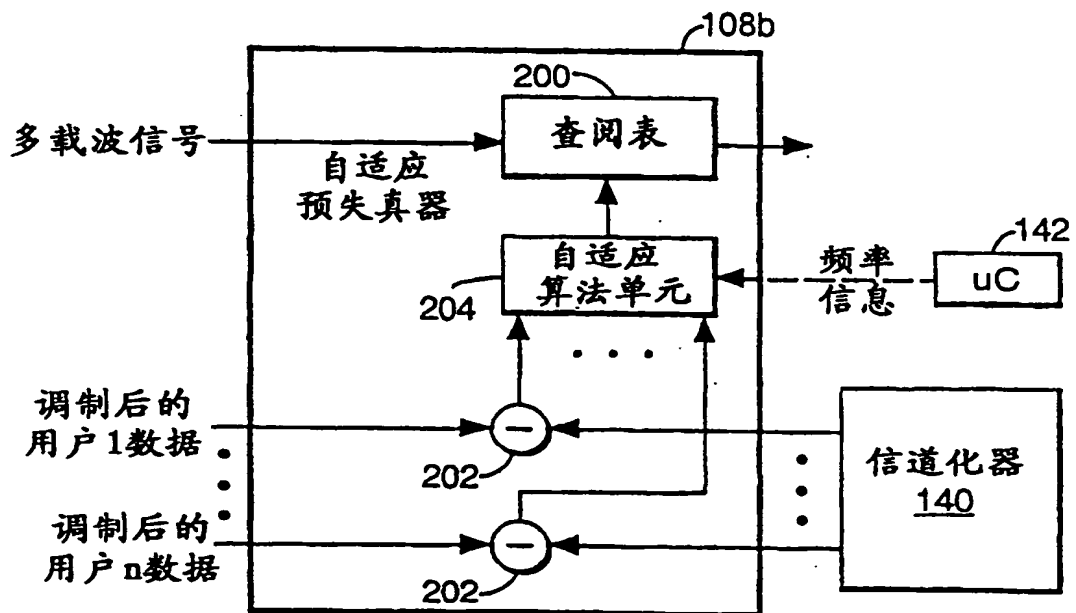 108b
200
多载波信号
查阅表
自适应
预失真器
142
自适应
算法单元
204
频率
信息
uC
调制后的
用户1数据
202
信道化器
140
调制后的
用户n数据
202